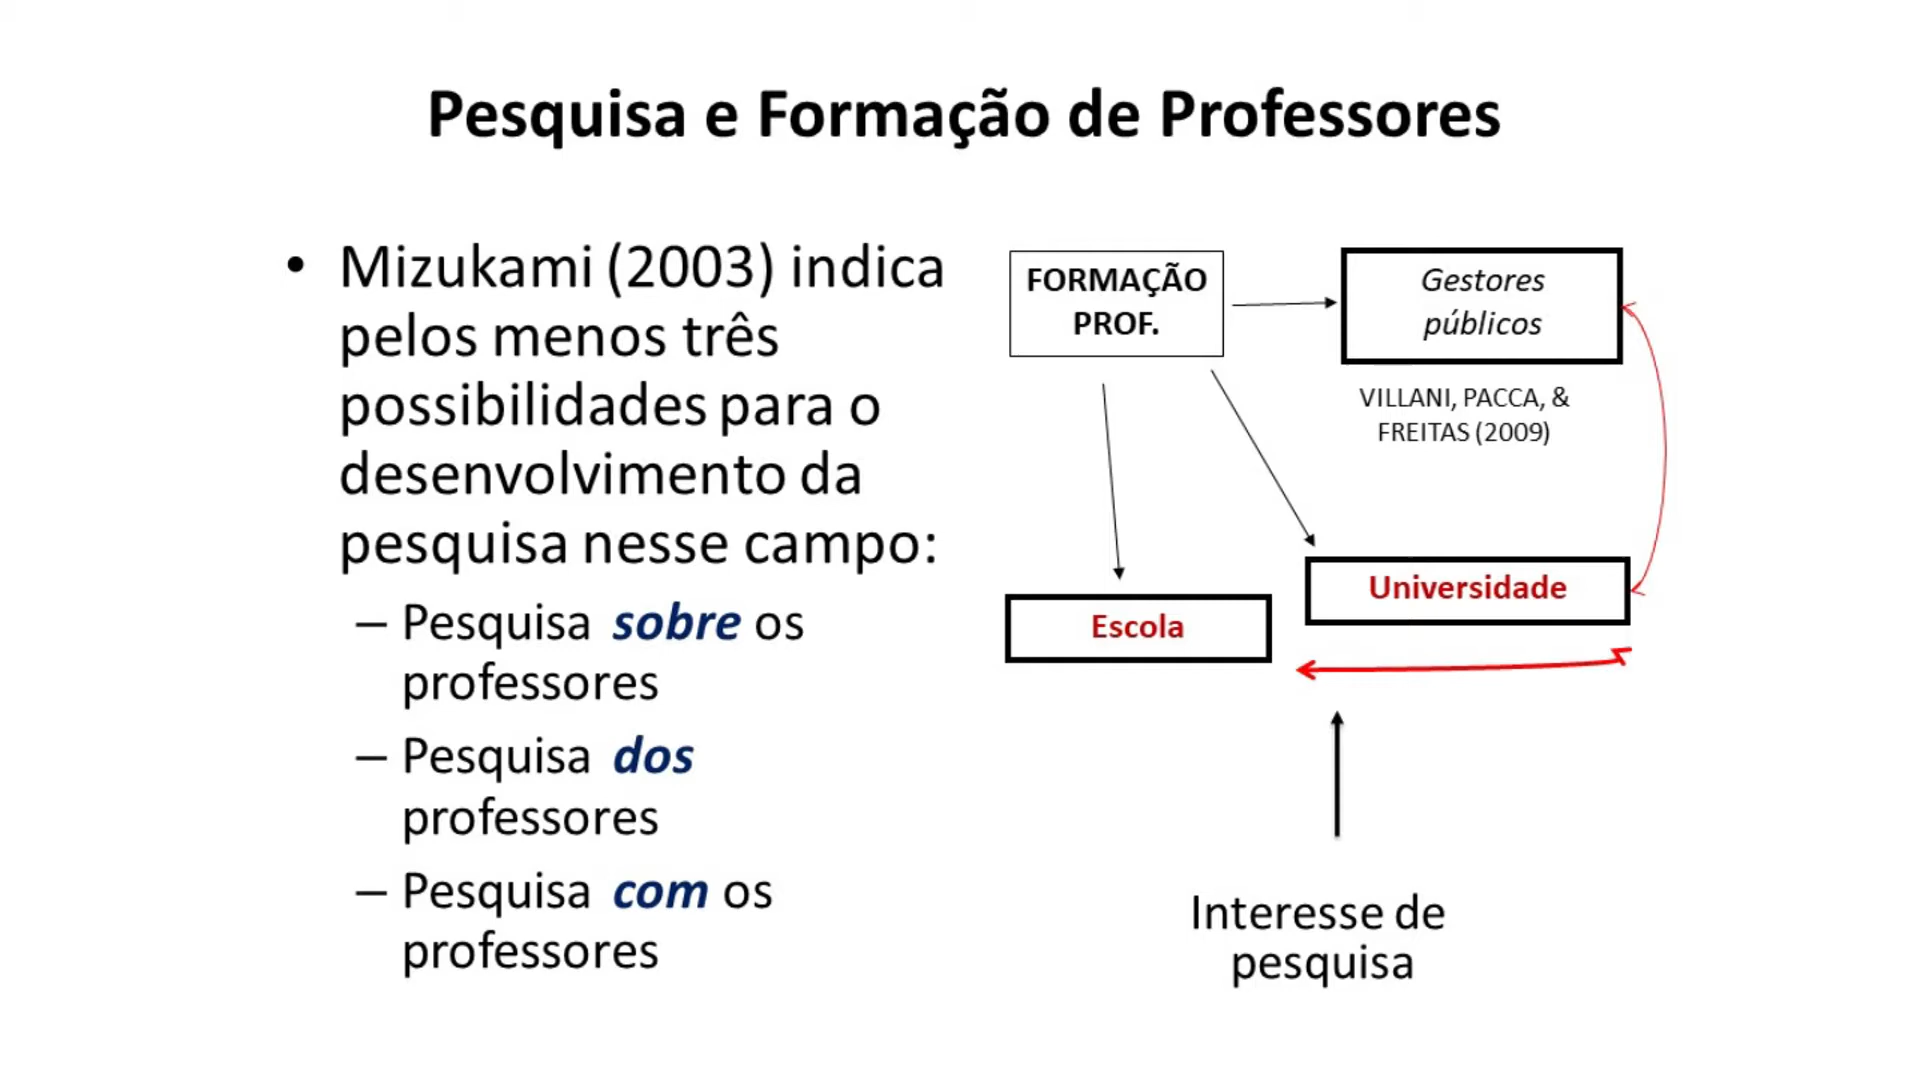 Pesquisa e Formação de Professores
• Mizukami (2003) indica
pelos menos três
possibilidades para o
desenvolvimento da
pesquisa nesse campo:
– Pesquisa sobre os
professores
– Pesquisa dos
professores
– Pesquisa com os
professores
FORMAÇÃO
PROF.
Gestores
públicos
VILLANI, PACCA, &
FREITAS (2009)
Universidade
Escola
Interesse de
pesquisa